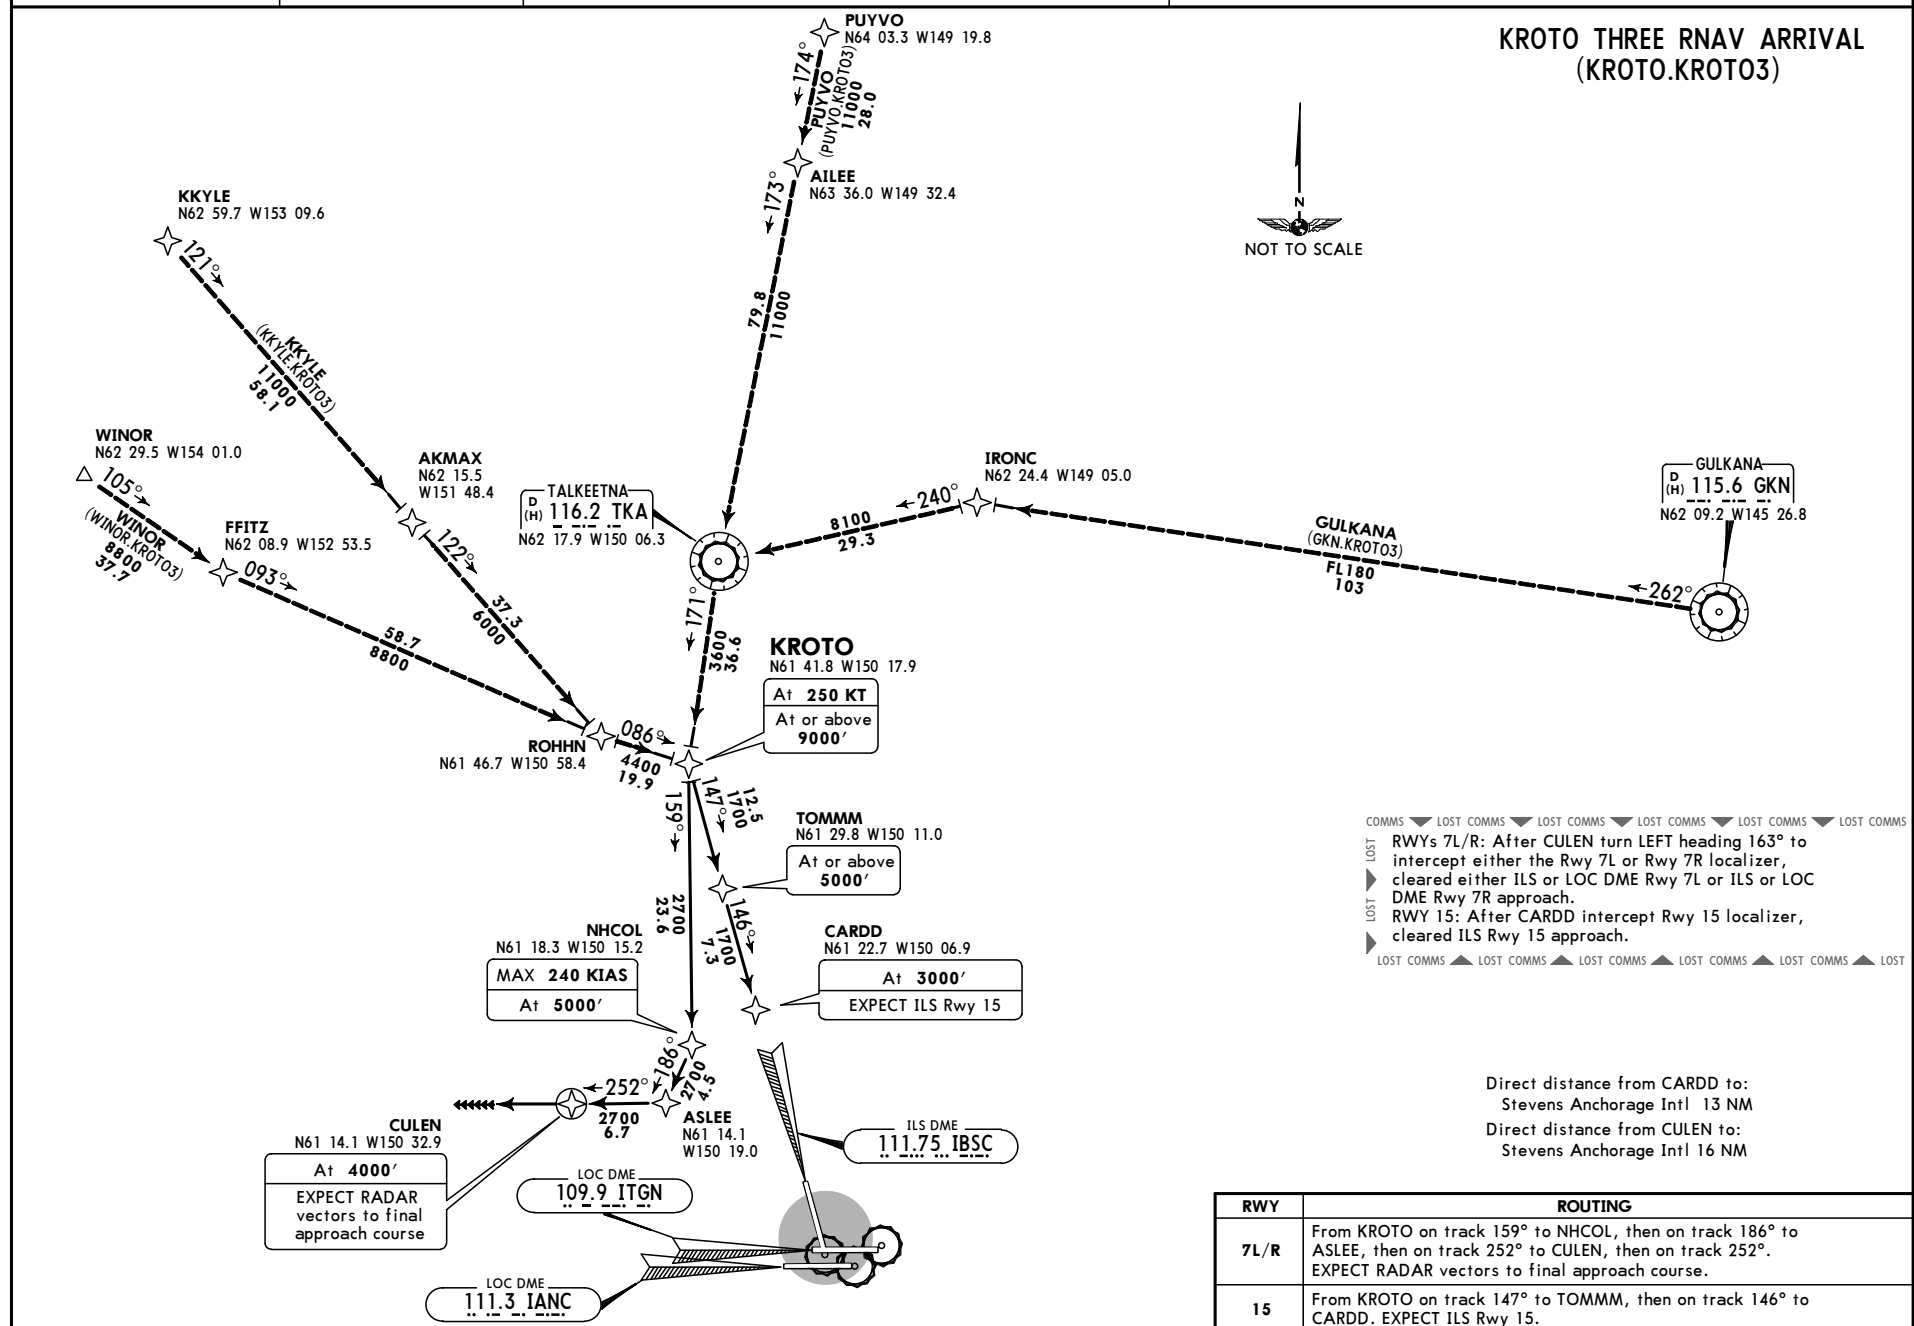 KROTO THREE RNAV ARRIVAL
(KROTO.KROTO3)
PUYVO
N64 03.3 W149 19.8
174°
PUYVO
(PUYVO.KROTO3)
11000
28.0
AILEE
N63 36.0 W149 32.4
173°
79.8
11000
N
NOT TO SCALE
KKYLE
N62 59.7 W153 09.6
121°
KKYLE
(KKYLE.KROTO3)
11000
58.1
WINOR
N62 29.5 W154 01.0
105°
WINOR
(WINOR.KROTO3)
8800
37.7
FFITZ
N62 08.9 W152 53.5
093°
58.7
8800
AKMAX
N62 15.5
W151 48.4
122°
37.3
6000
TALKEETNA
D
(H) 116.2 TKA
N62 17.9 W150 06.3
IRONC
N62 24.4 W149 05.0
240°
8100
29.3
GULKANA
D
(H) 115.6 GKN
N62 09.2 W145 26.8
GULKANA
(GKN.KROTO3)
FL180
103
262°
171°
3600
36.6
KROTO
N61 41.8 W150 17.9
At 250 KT
At or above
9000′
ROHHN
N61 46.7 W150 58.4
086°
4400
19.9
159°
147°
12.5
1700
TOMMM
N61 29.8 W150 11.0
At or above
5000′
2700
23.6
146°
1700
7.3
NHCOL
N61 18.3 W150 15.2
MAX 240 KIAS
At 5000′
CARDD
N61 22.7 W150 06.9
At 3000′
EXPECT ILS Rwy 15
186°
2700
4.5
252°
2700
6.7
ASLEE
N61 14.1
W150 19.0
CULEN
N61 14.1 W150 32.9
At 4000′
EXPECT RADAR
vectors to final
approach course
ILS DME
111.75 IBSC
LOC DME
109.9 ITGN
LOC DME
111.3 IANC
COMMS LOST COMMS LOST COMMS LOST COMMS LOST COMMS LOST COMMS
LOST
LOST
RWYs 7L/R: After CULEN turn LEFT heading 163° to
intercept either the Rwy 7L or Rwy 7R localizer,
cleared either ILS or LOC DME Rwy 7L or ILS or LOC
DME Rwy 7R approach.
RWY 15: After CARDD intercept Rwy 15 localizer,
cleared ILS Rwy 15 approach.
LOST COMMS LOST COMMS LOST COMMS LOST COMMS LOST COMMS LOST
Direct distance from CARDD to:
Stevens Anchorage Intl 13 NM
Direct distance from CULEN to:
Stevens Anchorage Intl 16 NM
RWY ROUTING
7L/R
From KROTO on track 159° to NHCOL, then on track 186° to
ASLEE, then on track 252° to CULEN, then on track 252°.
EXPECT RADAR vectors to final approach course.
15
From KROTO on track 147° to TOMMM, then on track 146° to
CARDD. EXPECT ILS Rwy 15.